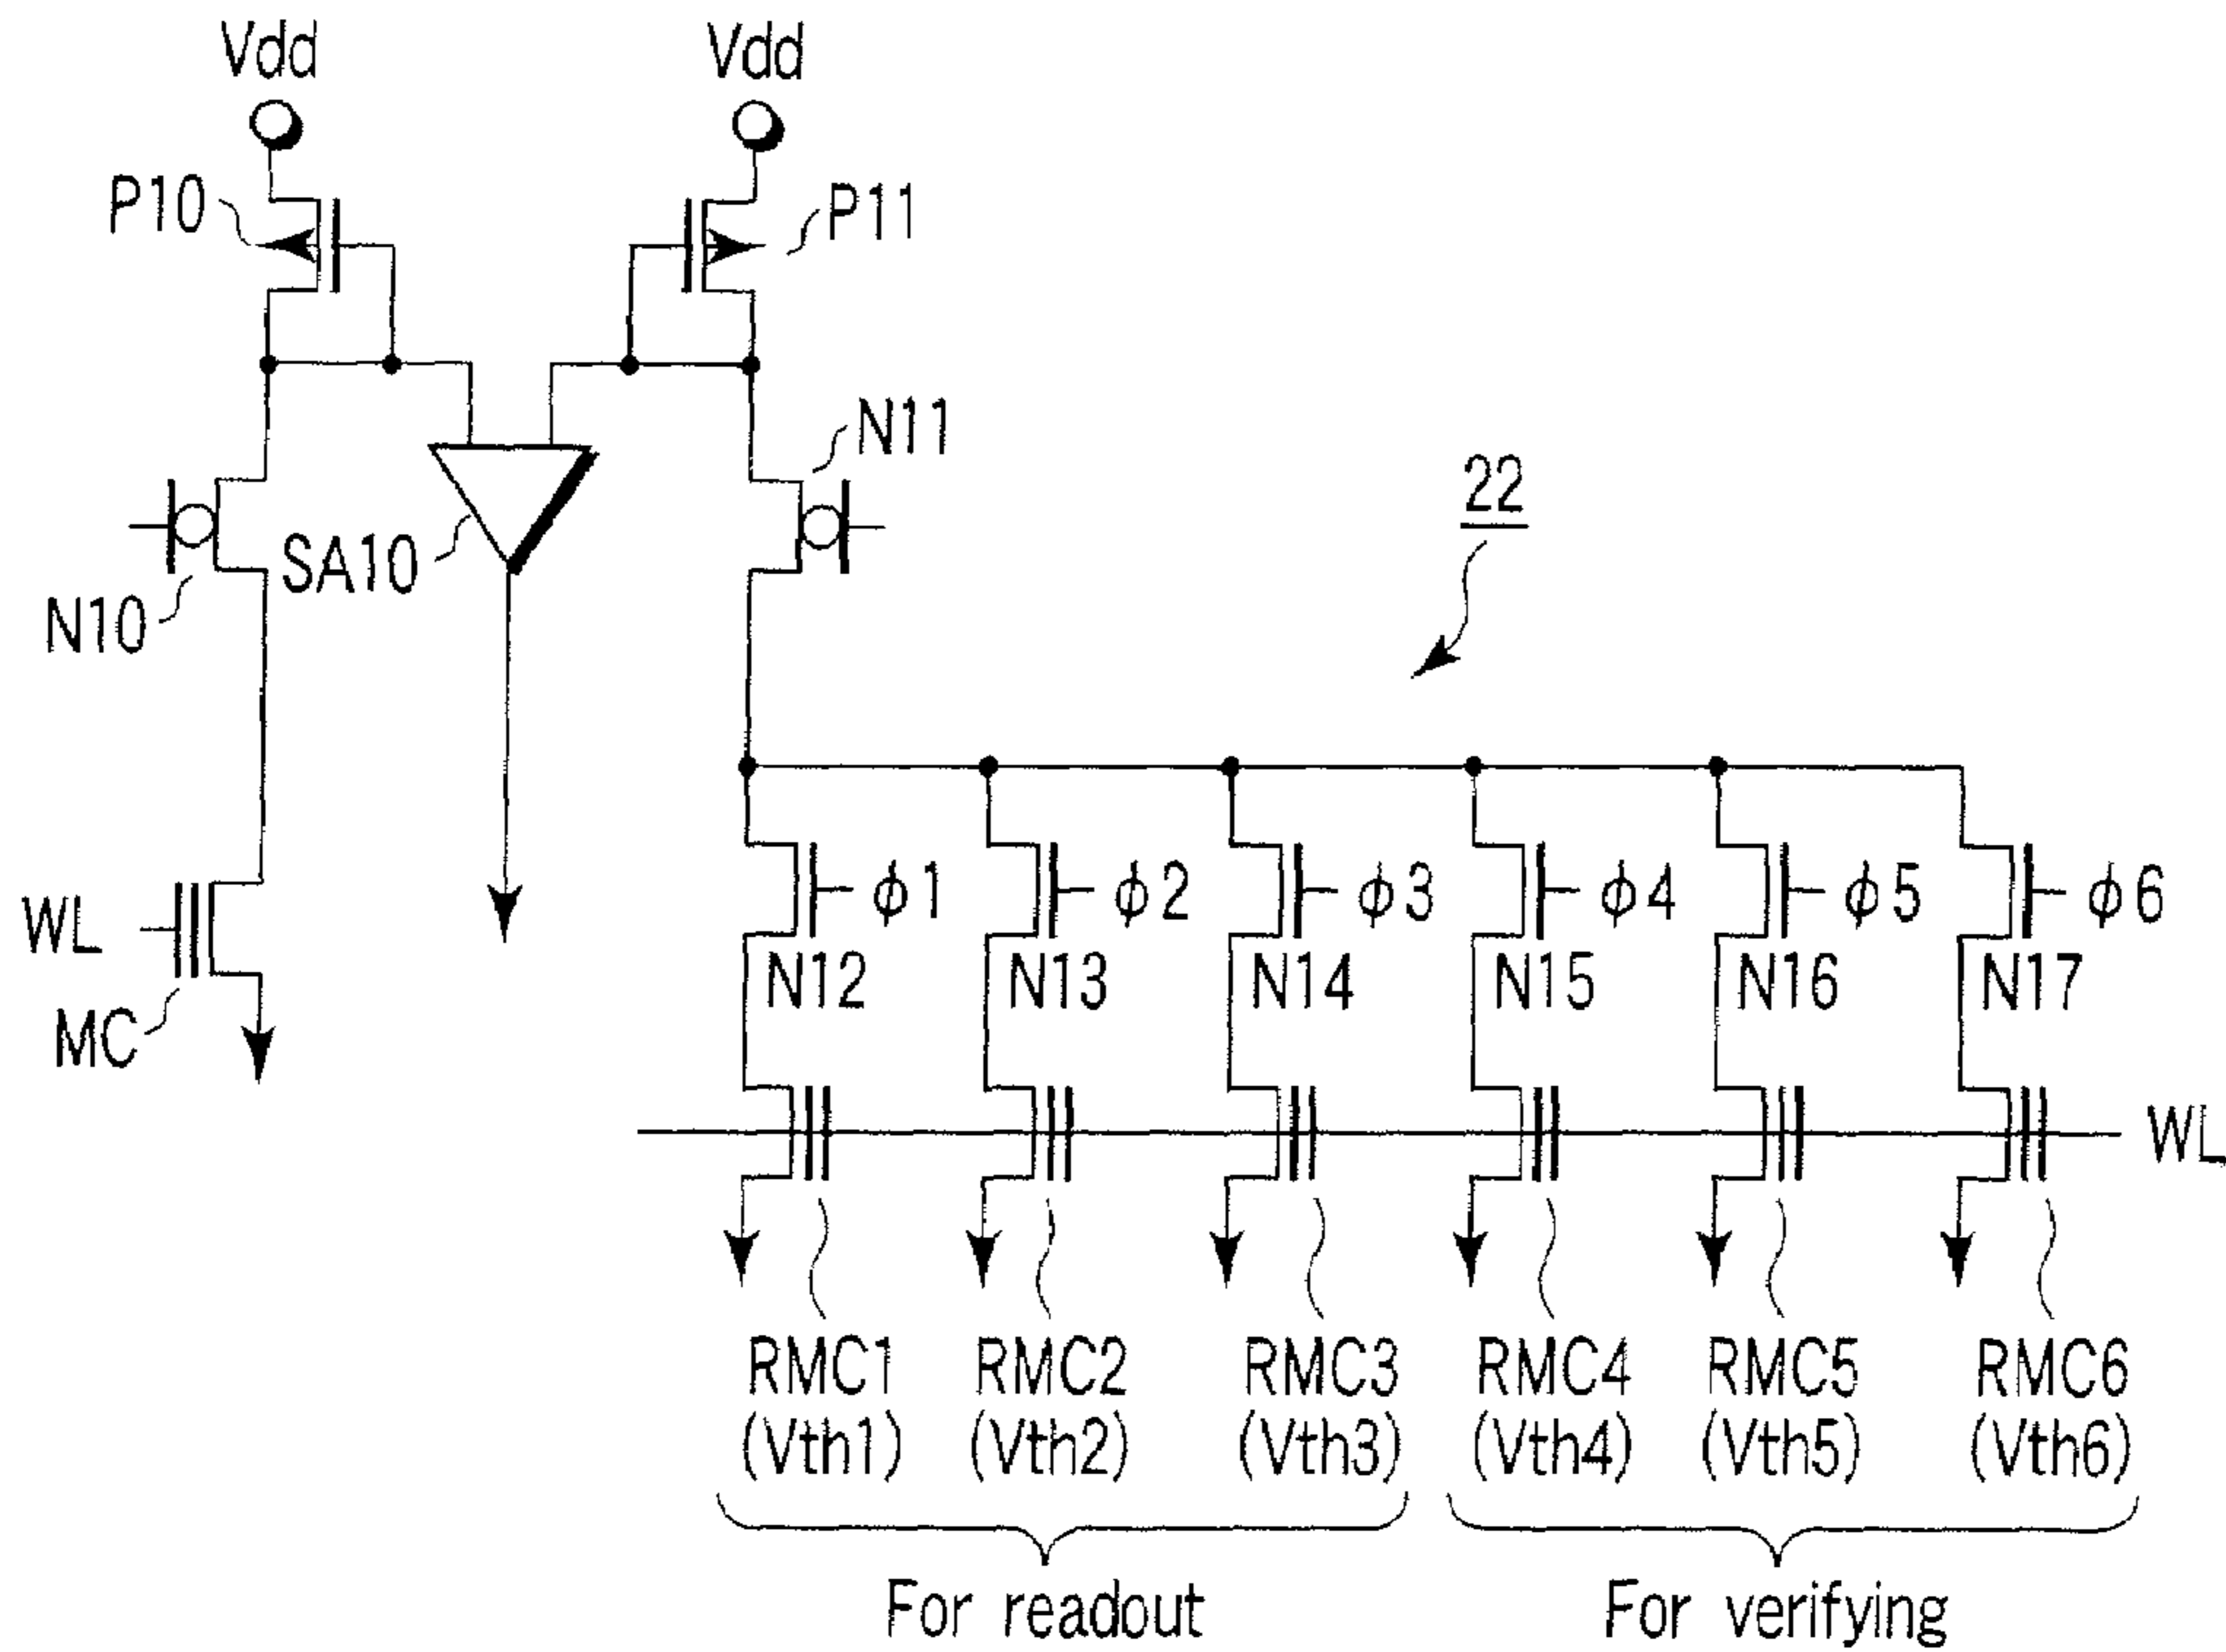 Vdd
Vdd
P10
P11
N11
22
SA10
N10
WL
MC
ϕ1
ϕ2
ϕ3
ϕ4
ϕ5
ϕ6
N12
N13
N14
N15
N16
N17
WL
RMC1
(Vth1)
RMC2
(Vth2)
RMC3
(Vth3)
RMC4
(Vth4)
RMC5
(Vth5)
RMC6
(Vth6)
For readout
For verifying